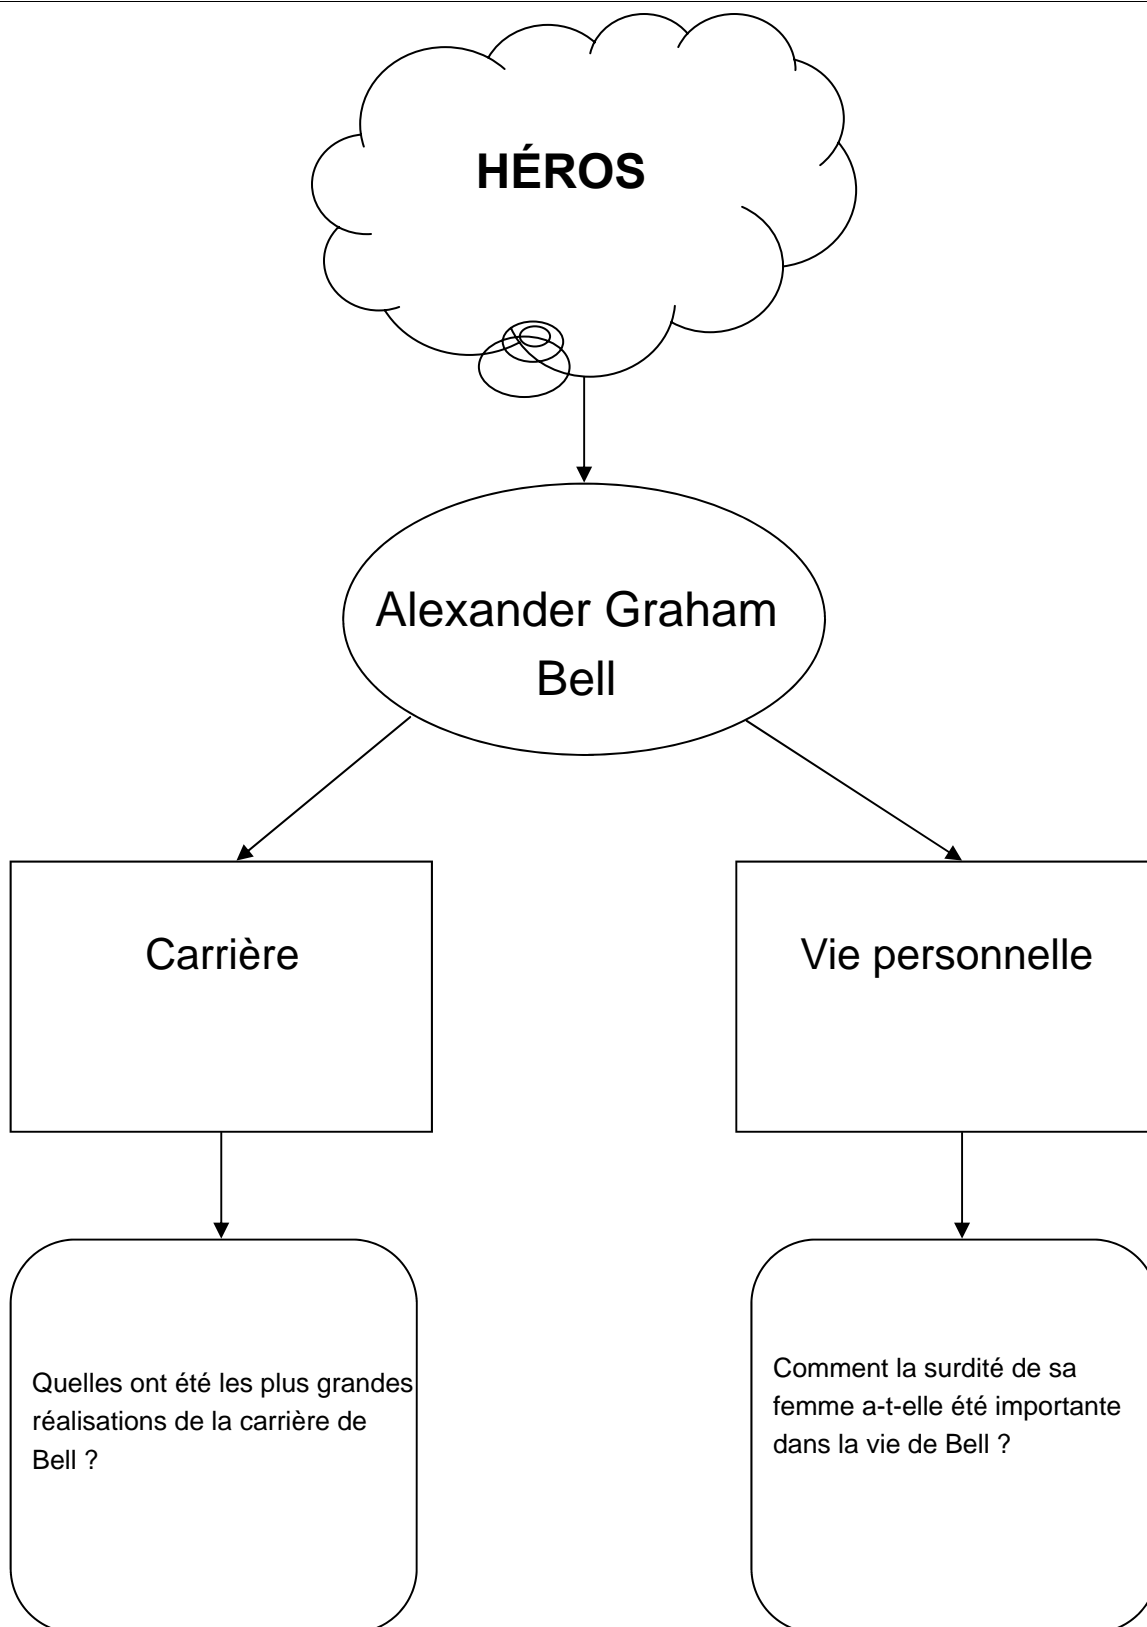 HÉROS
Alexander Graham
Bell
Carrière
Vie personnelle
Quelles ont été les plus grandes
réalisations de la carrière de
Bell ?
Comment la surdité de sa
femme a-t-elle été importante
dans la vie de Bell ?